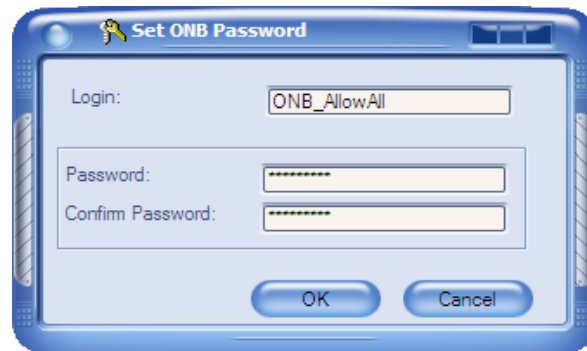 Set ONB Password
Login: ONB_AllowAll
Password: *********
Confirm Password: *********
OK Cancel